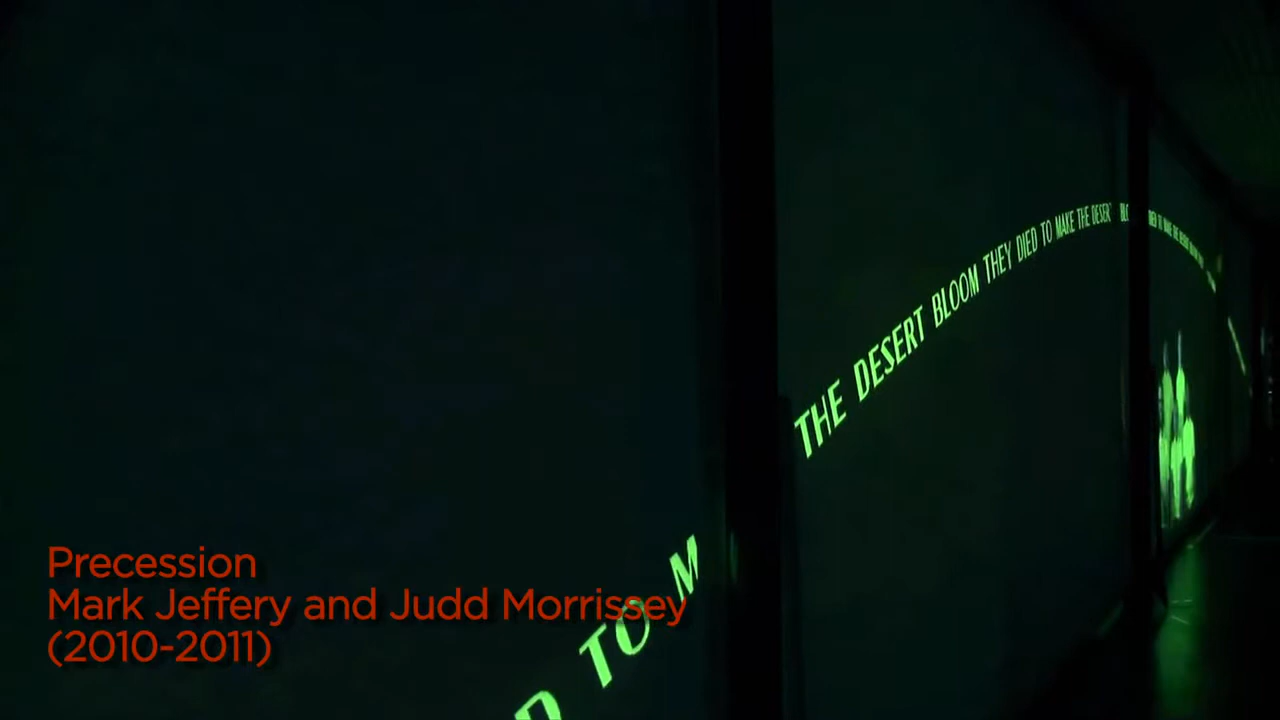 D TO M
THE DESERT BLOOM THEY DIED TO MAKE THE DESERT
Precession
Mark Jeffery and Judd Morrissey
(2010-2011)